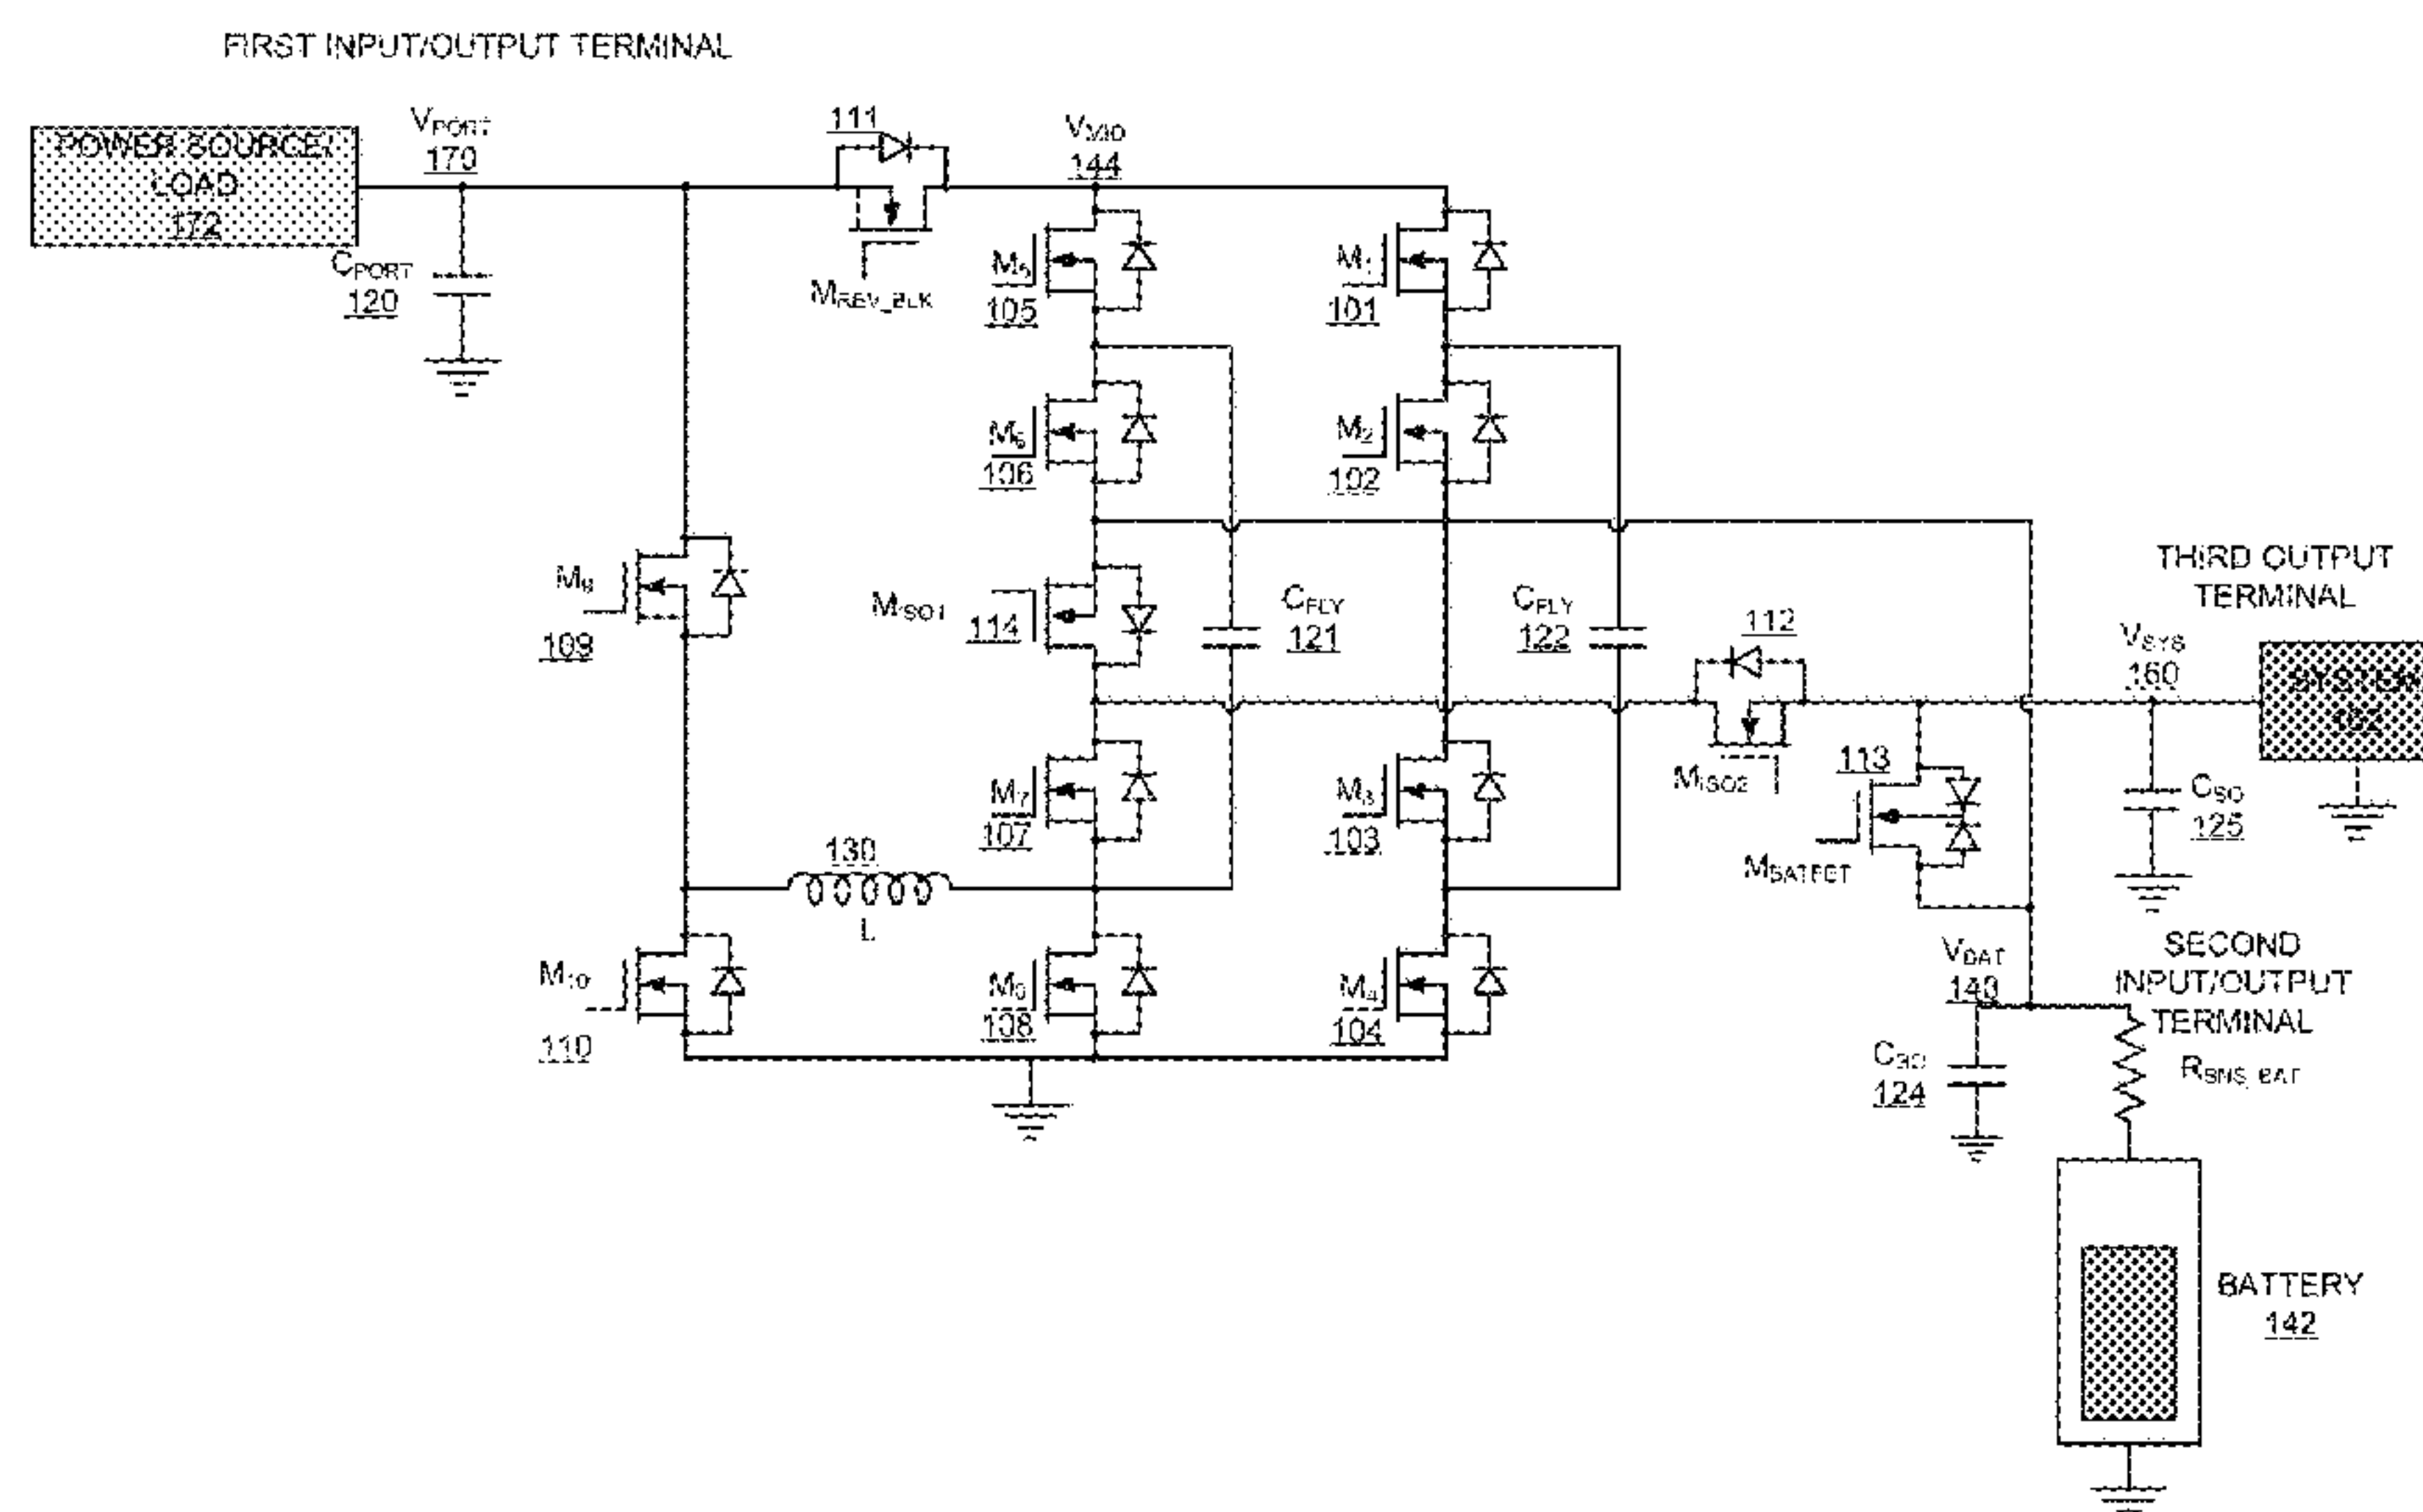 FIRST INPUT/OUTPUT TERMINAL
POWER SOURCE/
LOAD
172
VPORT
170
CPORT
120
111
MREV_BLK
VMID
144
M5
105
M1
101
M6
106
M2
102
M9
109
MISO1
114
CFLY
121
CFLY
122
112
MISO2
THIRD OUTPUT
TERMINAL
VSYS
160
SYSTEM
M7
107
M3
103
113
MBATFET
CSO
125
130
L
M10
110
108
M4
104
VBAT
140
SECOND
INPUT/OUTPUT
TERMINAL
124
RSNS_BAT
BATTERY
142